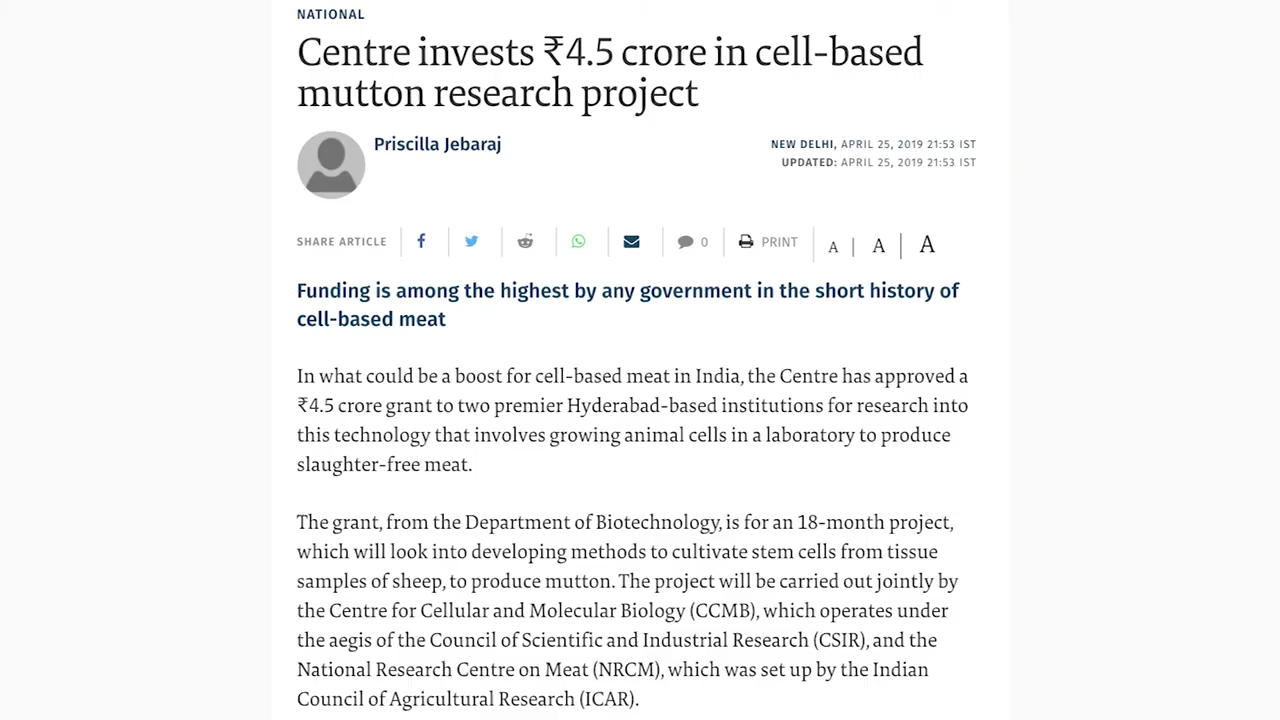 NATIONAL
Centre invests ₹4.5 crore in cell-based
mutton research project
Priscilla Jebaraj
NEW DELHI, APRIL 25, 2019 21:53 IST
UPDATED: APRIL 25, 2019 21:53 IST
SHARE ARTICLE 0 PRINT A A A
Funding is among the highest by any government in the short history of
cell-based meat
In what could be a boost for cell-based meat in India, the Centre has approved a
₹4.5 crore grant to two premier Hyderabad-based institutions for research into
this technology that involves growing animal cells in a laboratory to produce
slaughter-free meat.
The grant, from the Department of Biotechnology, is for an 18-month project,
which will look into developing methods to cultivate stem cells from tissue
samples of sheep, to produce mutton. The project will be carried out jointly by
the Centre for Cellular and Molecular Biology (CCMB), which operates under
the aegis of the Council of Scientific and Industrial Research (CSIR), and the
National Research Centre on Meat (NRCM), which was set up by the Indian
Council of Agricultural Research (ICAR).